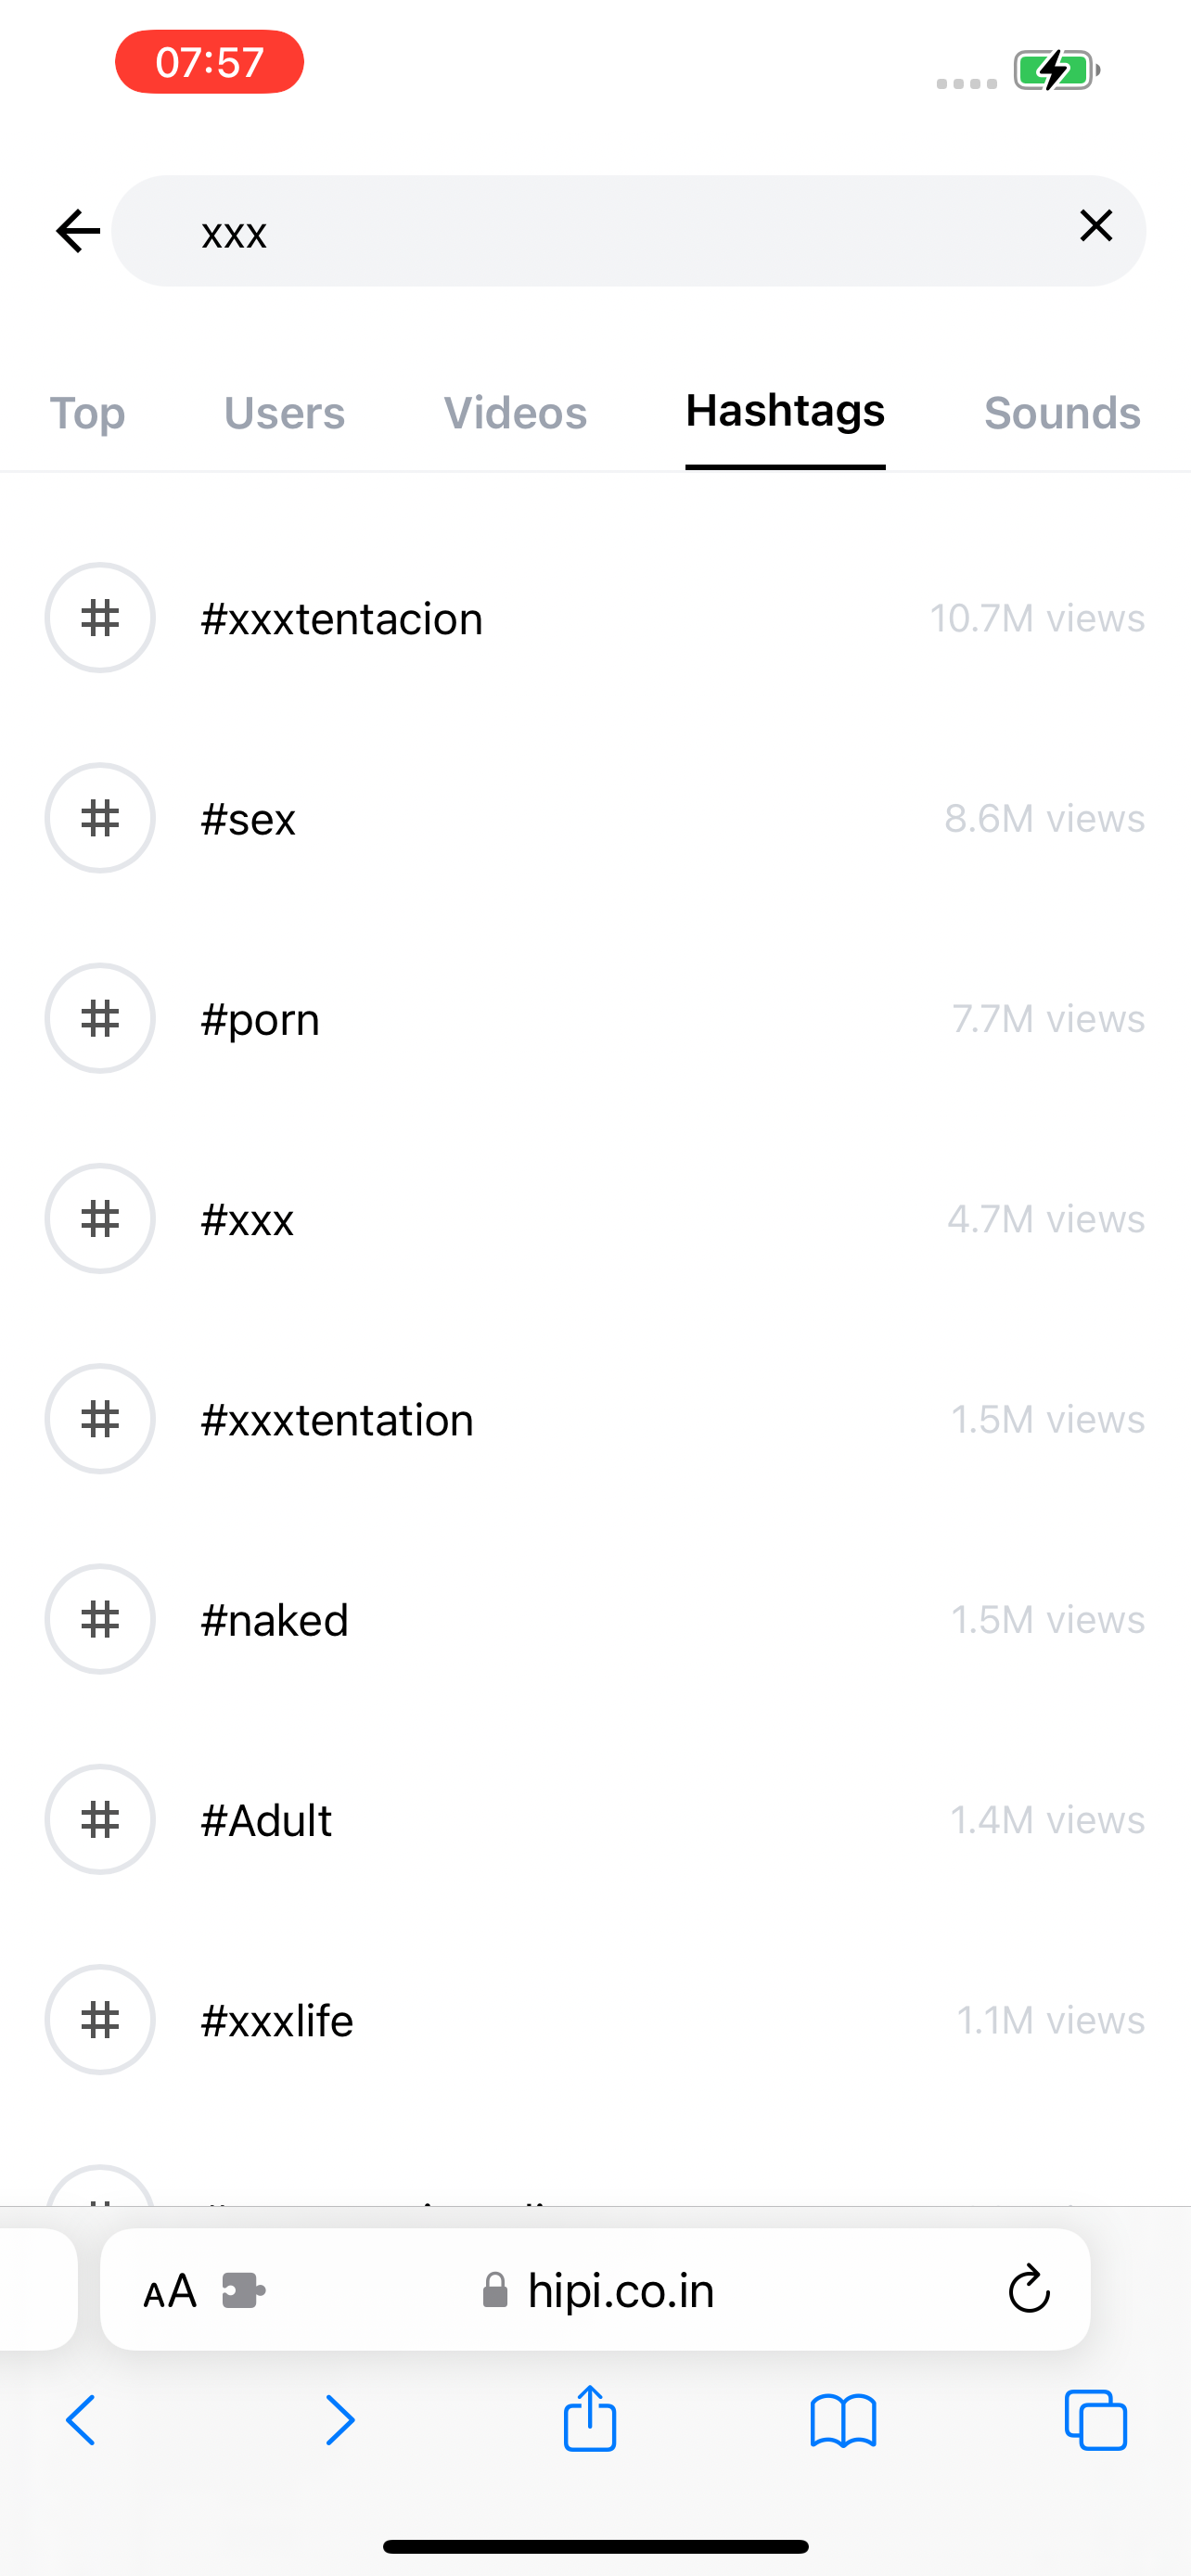 07:57
xxx
Top Users Videos Hashtags Sounds
#xxxtentacion 10.7M views
#sex 8.6M views
#porn 7.7M views
#xxx 4.7M views
#xxxtentation 1.5M views
#naked 1.5M views
#Adult 1.4M views
#xxxlife 1.1M views
AA hipi.co.in